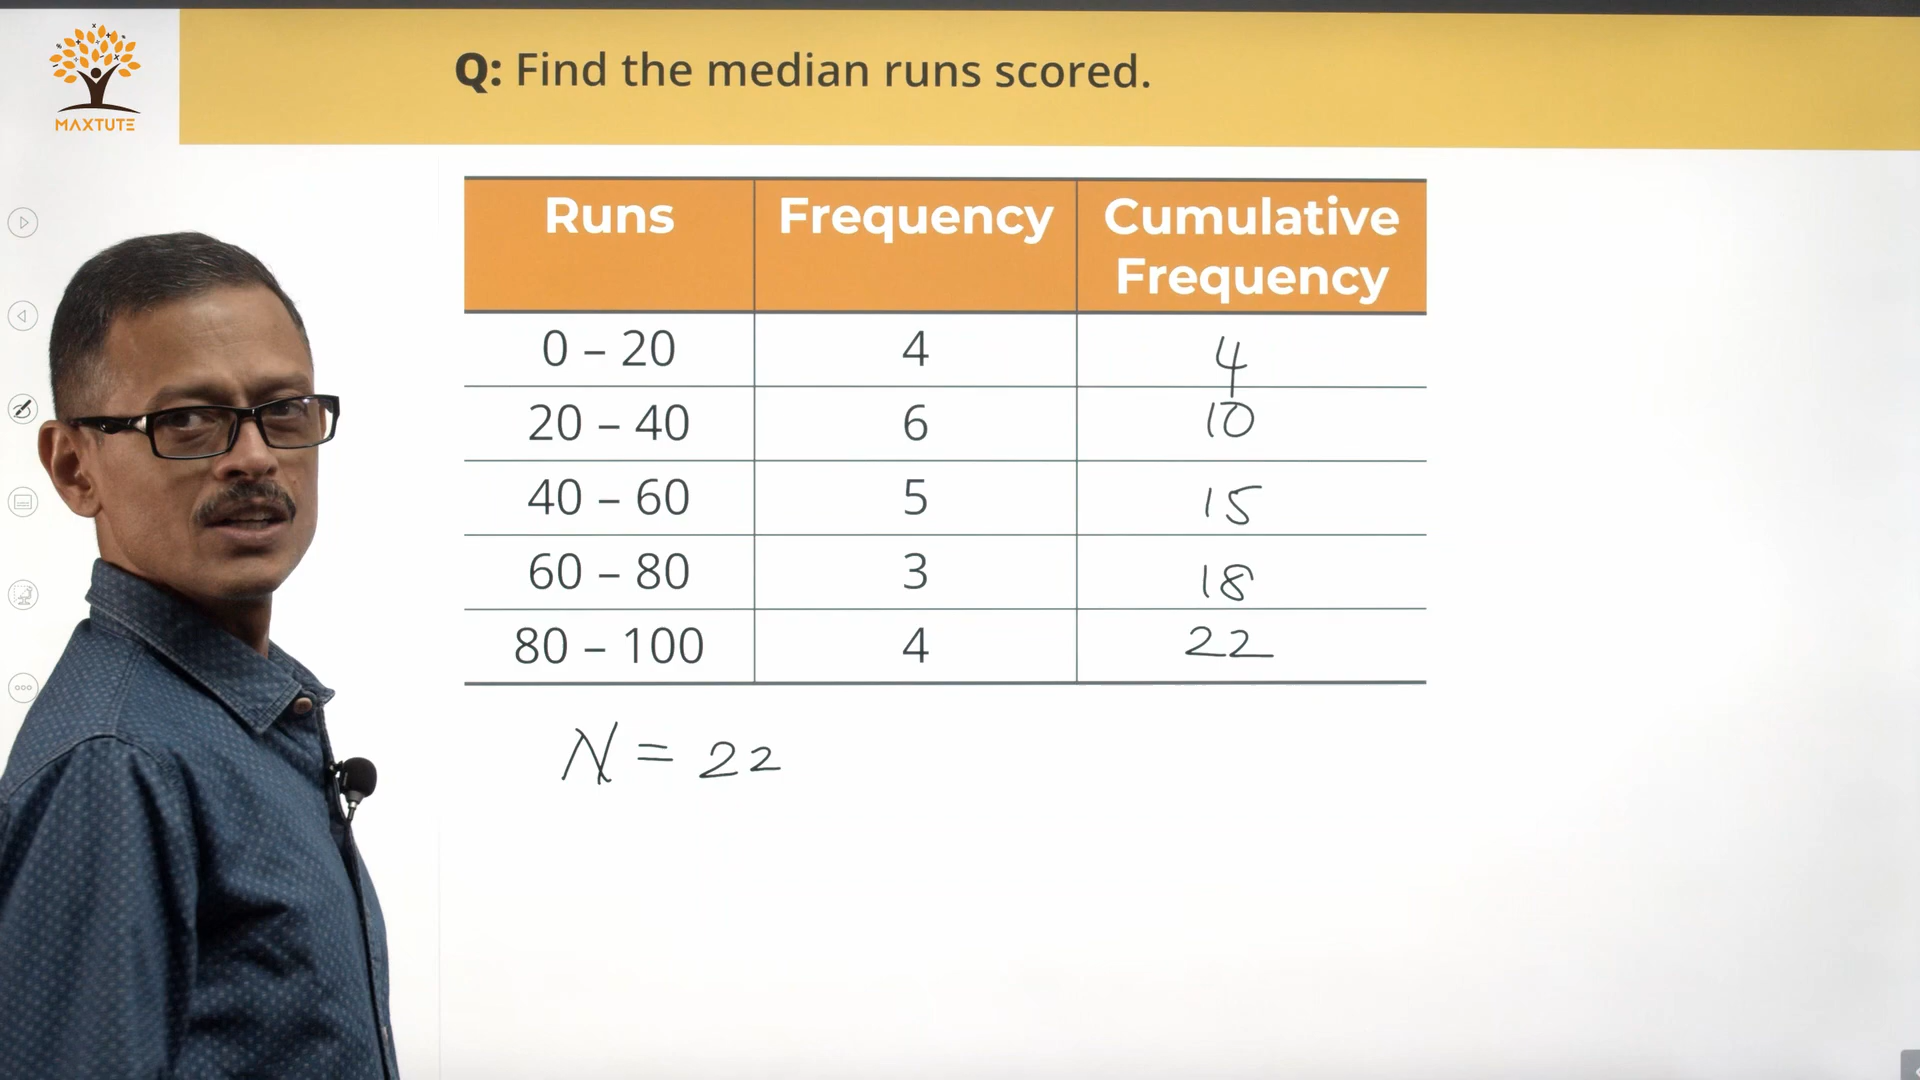 MAXTUTE
Q: Find the median runs scored.
Runs Frequency Cumulative Frequency
0 – 20 4 4
20 – 40 6 10
40 – 60 5 15
60 – 80 3 18
80 – 100 4 22
N = 22